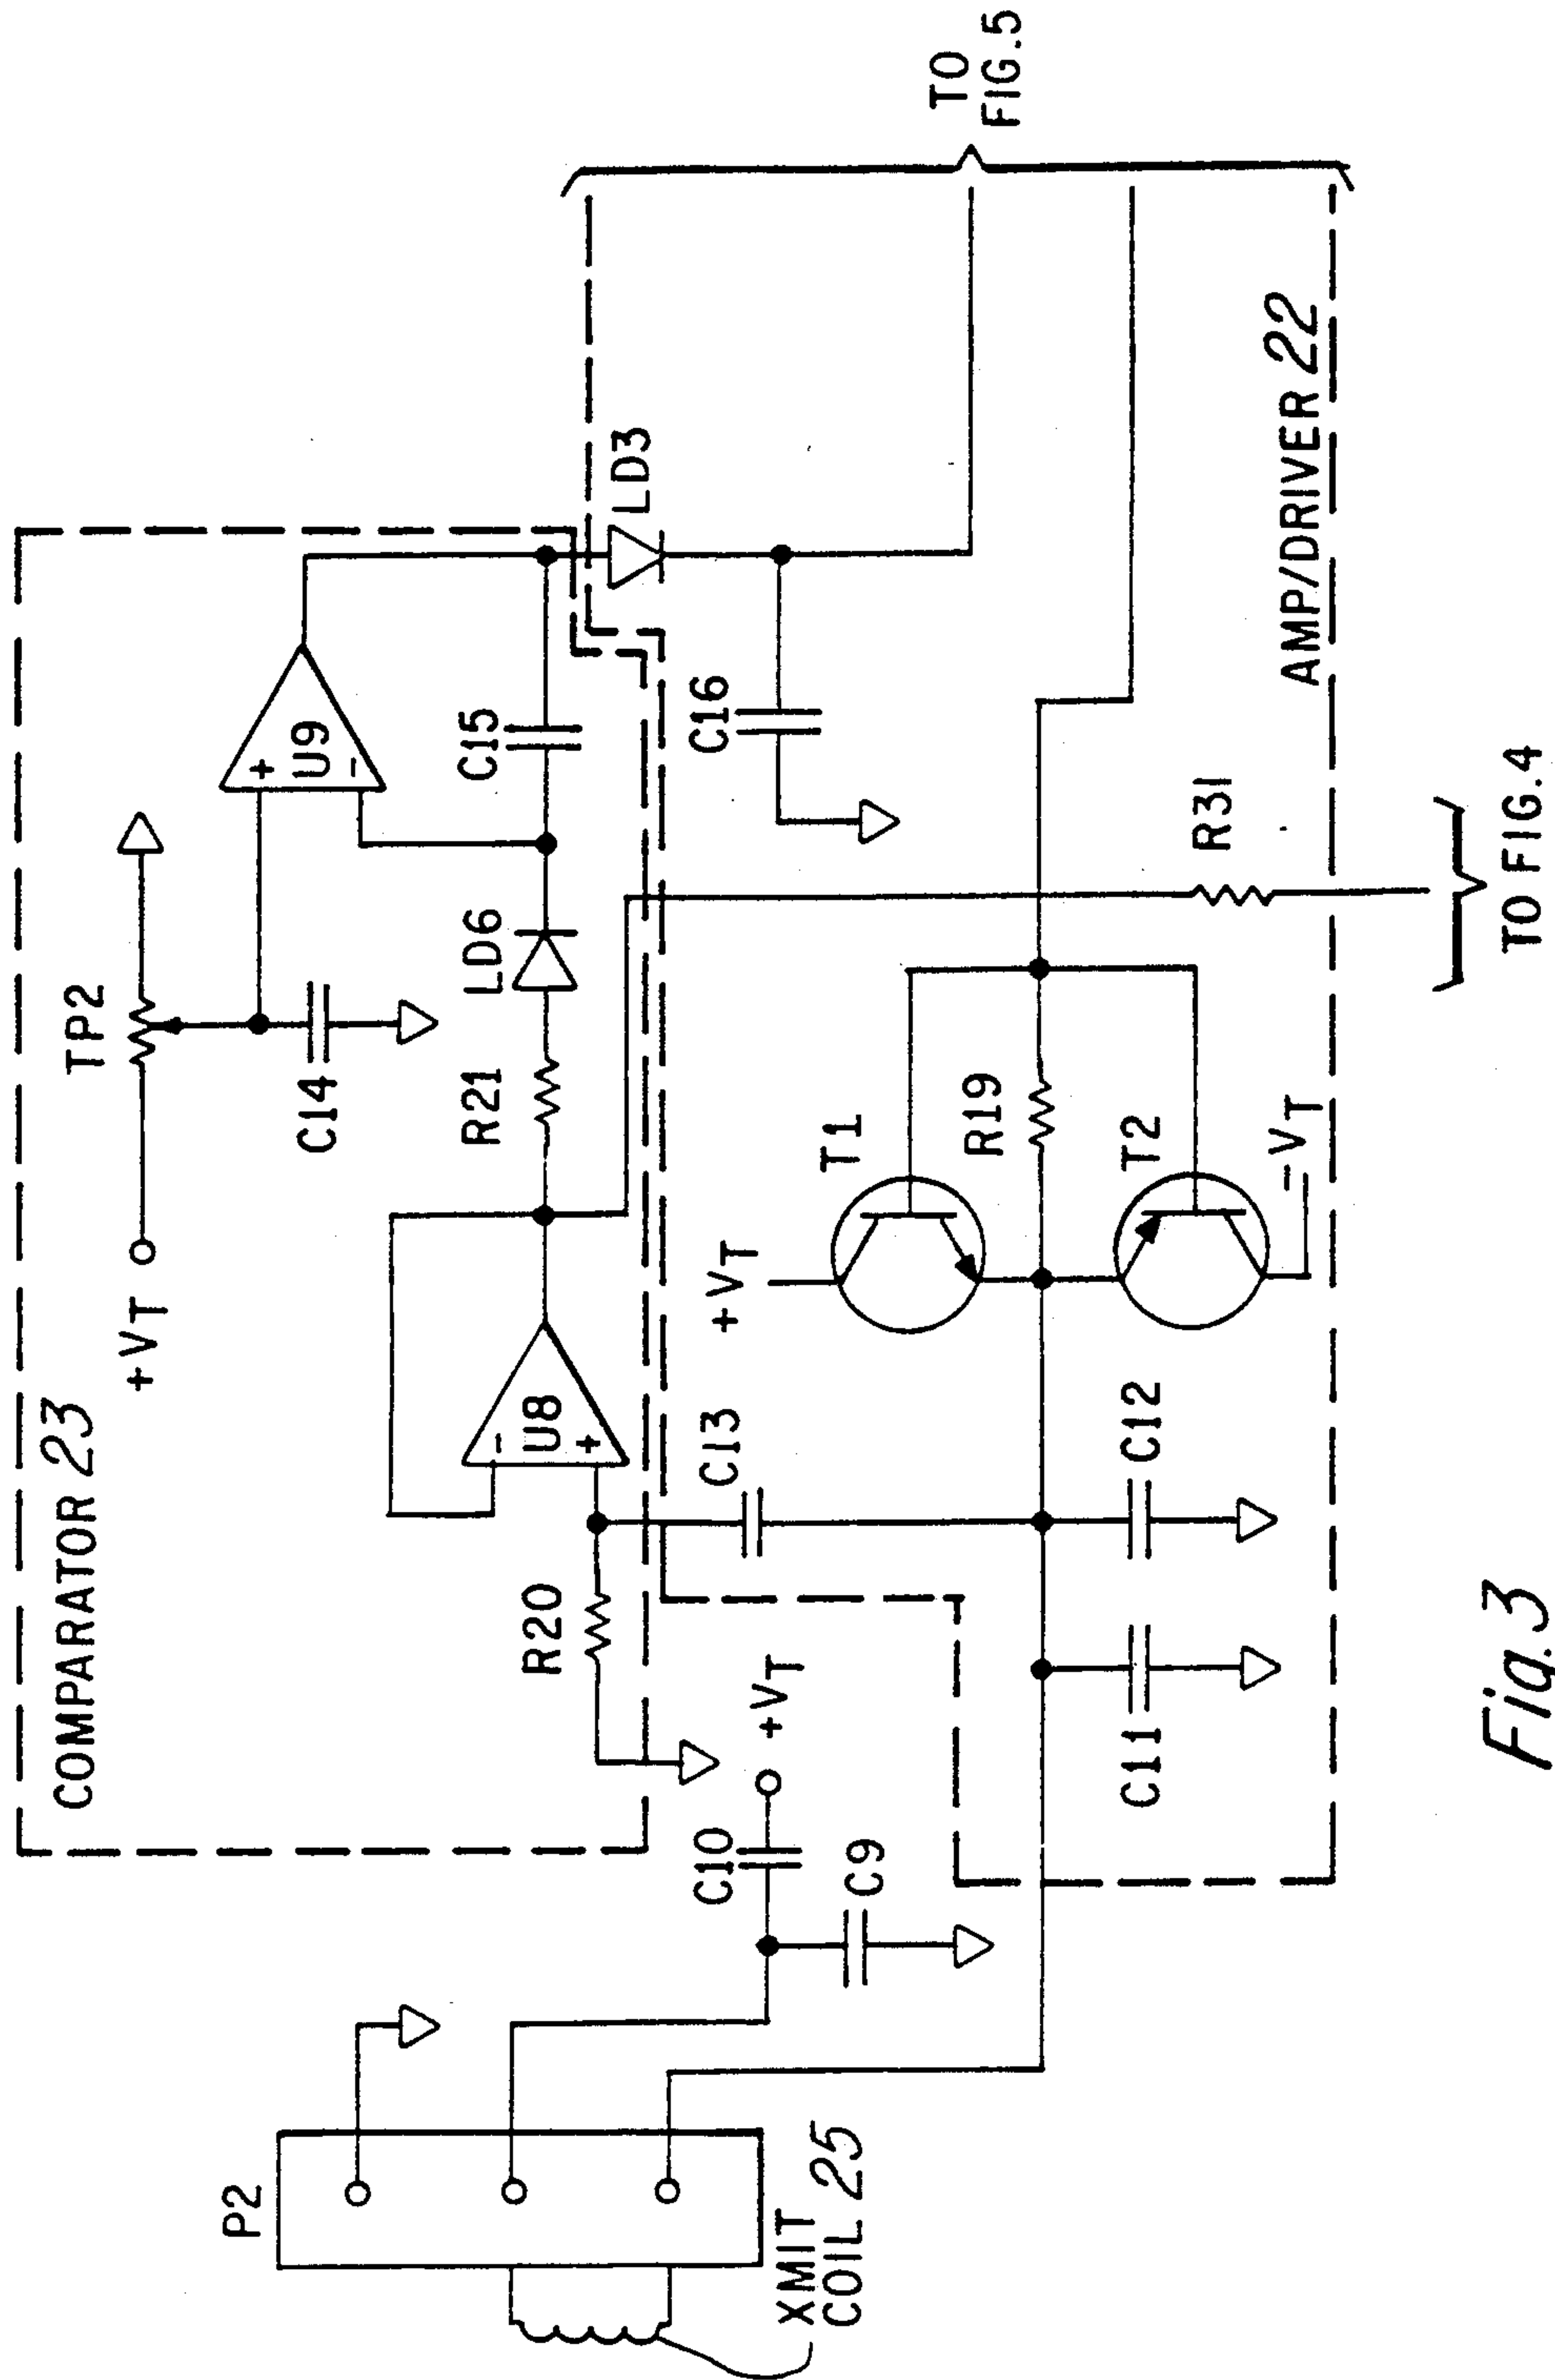 COMPARATOR 23
+VT
TP2
C14
U9
+
-
R21
LD6
C15
U8
-
+
R20
LD3
C13
C16
P2
C10
+VT
C9
XMIT
COIL 25
+VT
T1
R19
T2
-VT
C11
C12
R31
AMP/DRIVER 22
TO
FIG.5
TO FIG.4
Fig.3